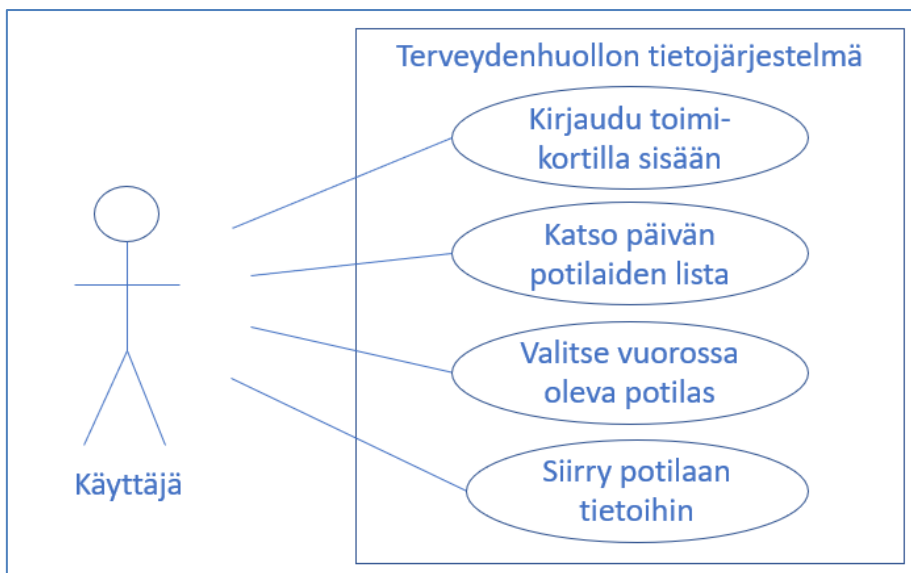 Terveydenhuollon tietojärjestelmä
Kirjaudu toimi-
kortilla sisään
Katso päivän
potilaiden lista
Valitse vuorossa
oleva potilas
Siirry potilaan
tietoihin
Käyttäjä